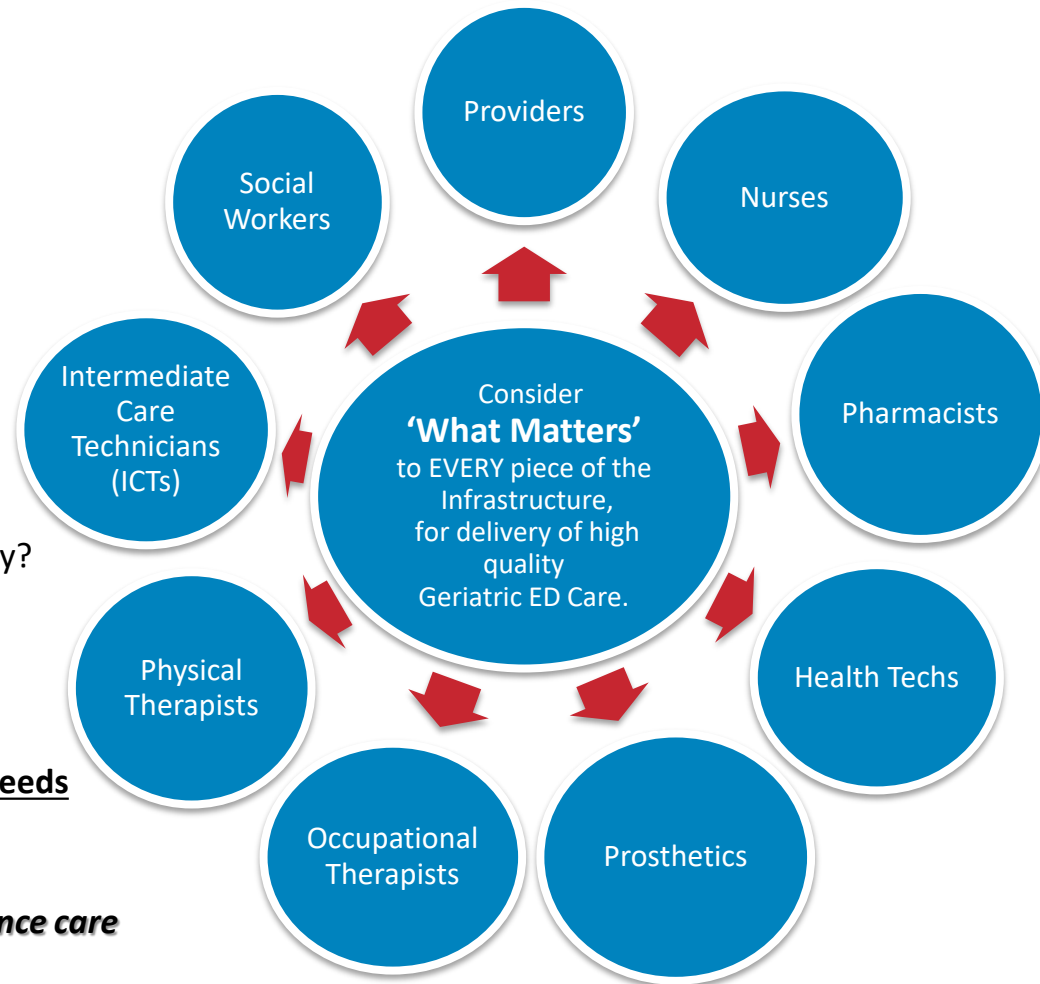 Providers
Social
Workers
Nurses
Intermediate
Care
Technicians
(ICTs)
Consider
‘What Matters’
to EVERY piece of the
Infrastructure,
for delivery of high
quality
Geriatric ED Care.
Pharmacists
y?
Physical
Therapists
Health Techs
eeds
Occupational
Therapists
Prosthetics
nce care